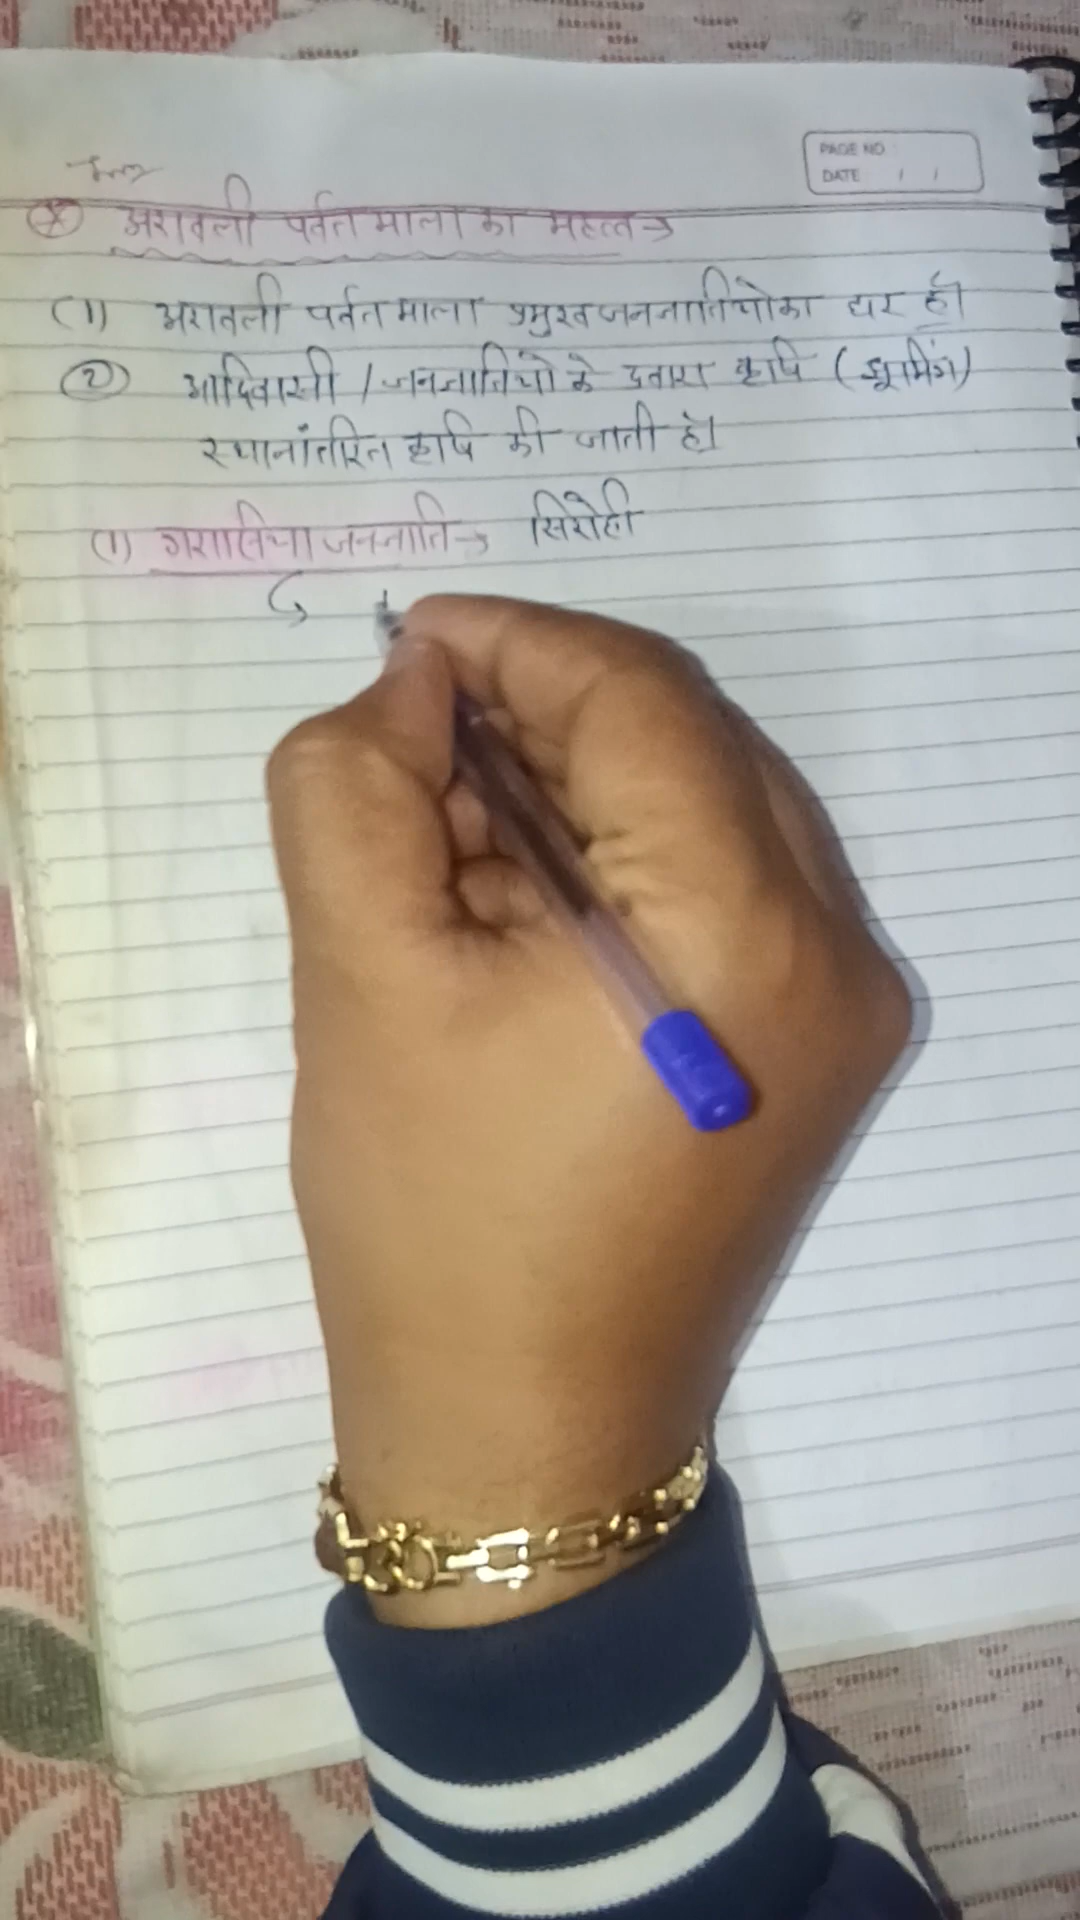 PAGE NO :
DATE : / /
अरावली पर्वत माला का महत्व →
(1) अरावली पर्वत माला प्रमुख जनजातियो का घर है।
(2) आदिवासी / जनजातियो के द्वारा कृषि (झूमिंग)
स्थानांतरित कृषि की जाती है।
(1) गरासिया जनजाति → सिरोही